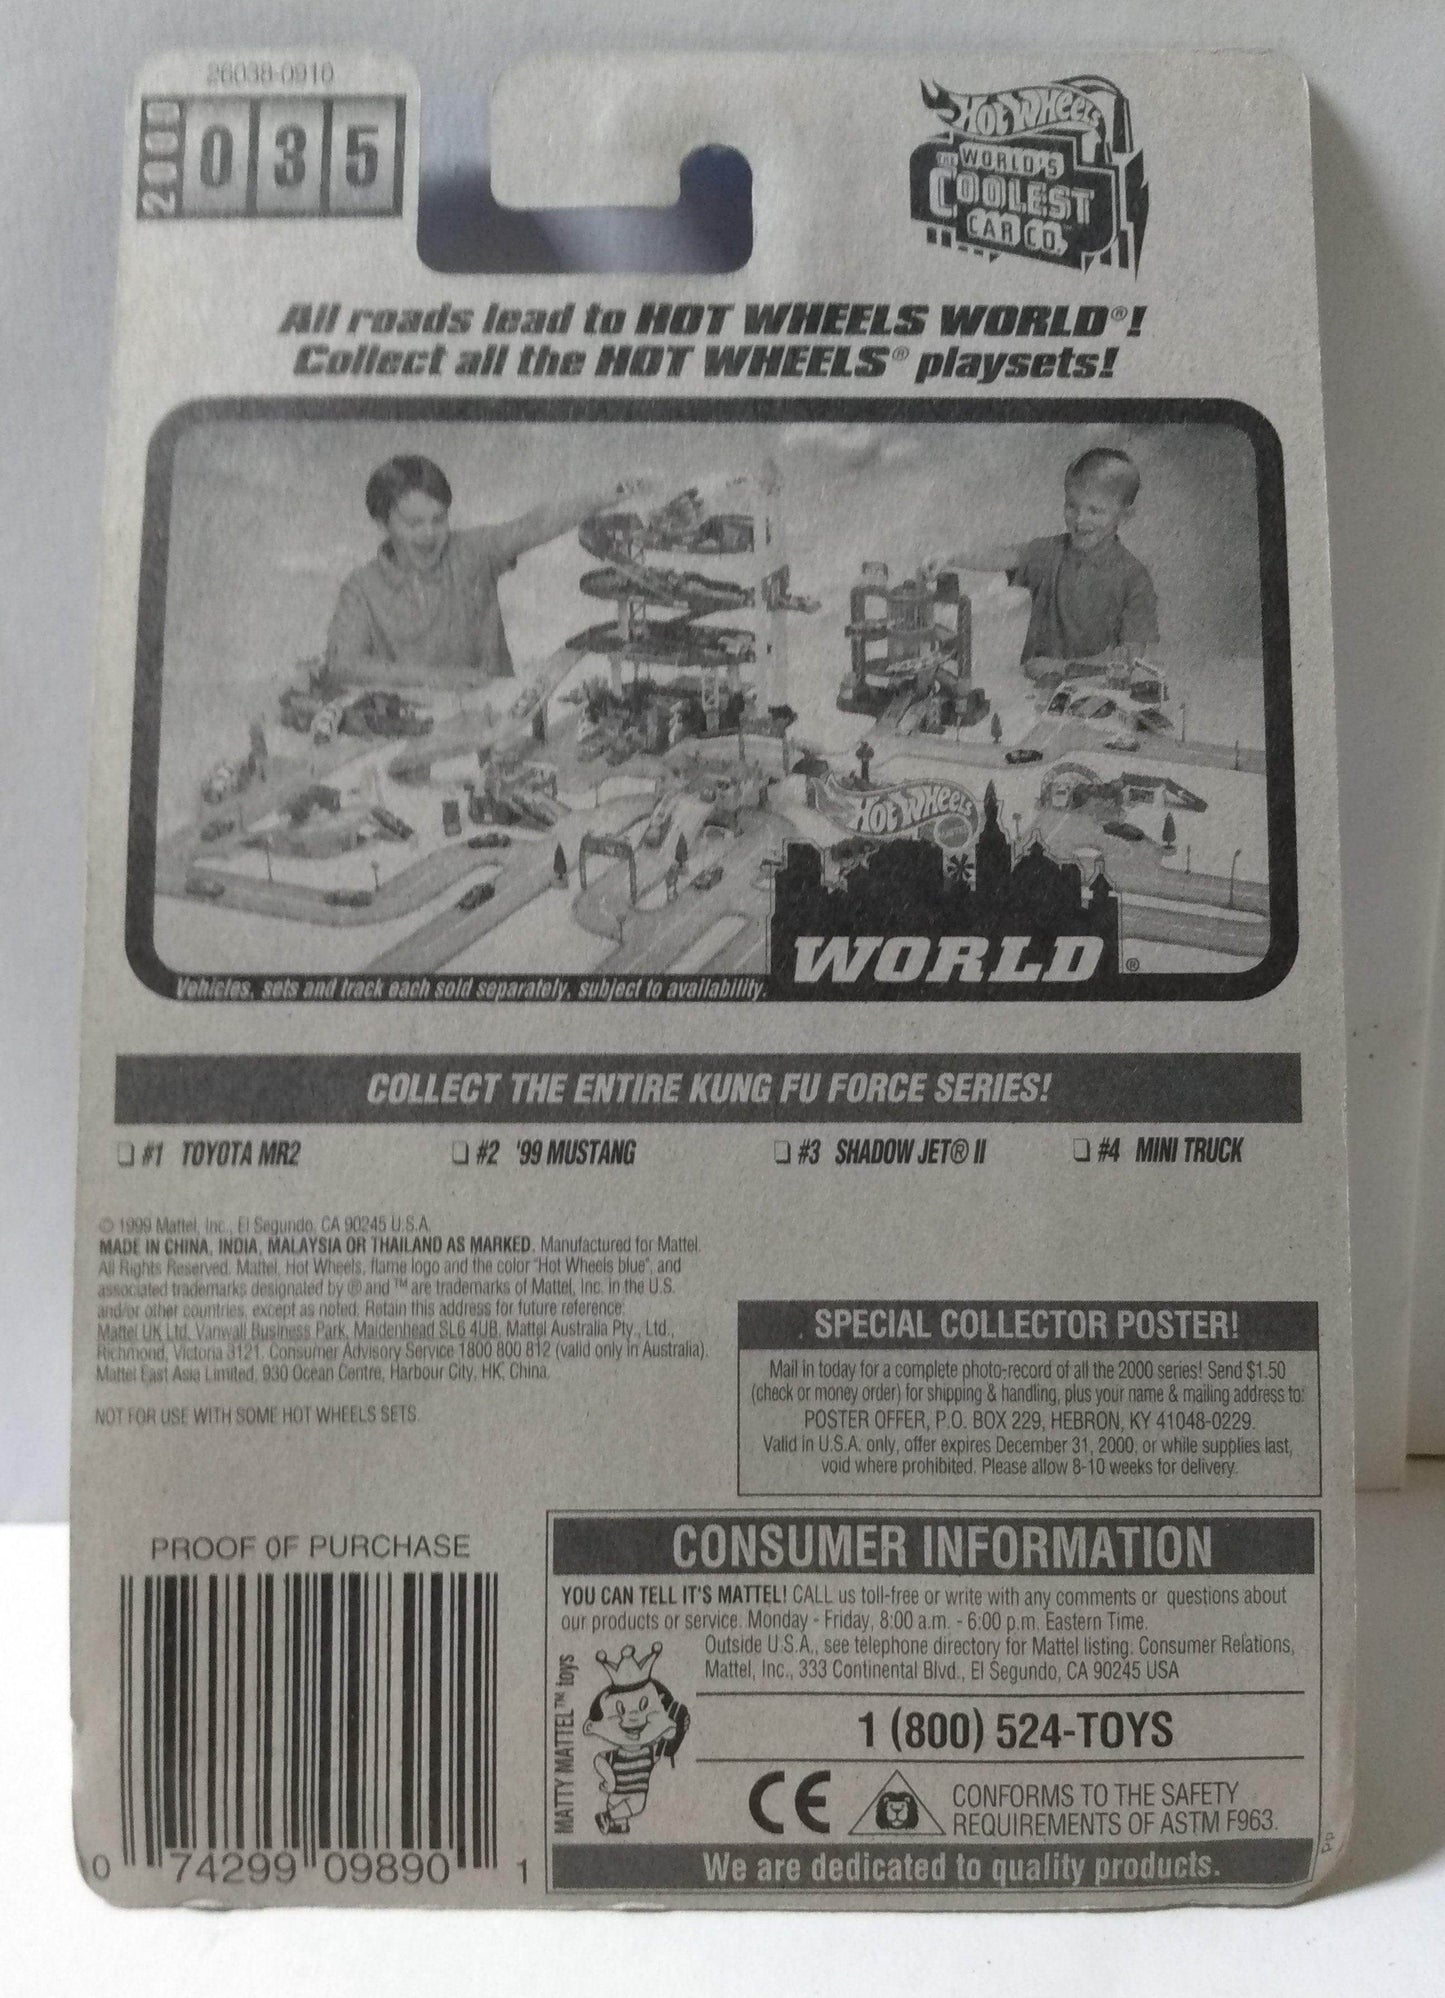 26038-0910
2000 035
HOT WHEELS
THE WORLD'S
COOLEST
CAR CO.™
All roads lead to HOT WHEELS WORLD®!
Collect all the HOT WHEELS® playsets!
HOT WHEELS
WORLD®
Vehicles, sets and track each sold separately, subject to availability.
COLLECT THE ENTIRE KUNG FU FORCE SERIES!
#1 TOYOTA MR2 #2 '99 MUSTANG #3 SHADOW JET® II #4 MINI TRUCK
© 1999 Mattel, Inc., El Segundo, CA 90245 U.S.A.
MADE IN CHINA, INDIA, MALAYSIA OR THAILAND AS MARKED. Manufactured for Mattel.
All Rights Reserved. Mattel, Hot Wheels, flame logo and the color "Hot Wheels blue", and
associated trademarks designated by ® and ™ are trademarks of Mattel, Inc. in the U.S.
and/or other countries, except as noted. Retain this address for future reference:
Mattel UK Ltd, Vanwall Business Park, Maidenhead SL6 4UB. Mattel Australia Pty., Ltd.,
Richmond, Victoria 3121. Consumer Advisory Service 1800 800 812 (valid only in Australia).
Mattel East Asia Limited, 930 Ocean Centre, Harbour City, HK, China.
NOT FOR USE WITH SOME HOT WHEELS SETS.
SPECIAL COLLECTOR POSTER!
Mail in today for a complete photo-record of all the 2000 series! Send $1.50
(check or money order) for shipping & handling, plus your name & mailing address to:
POSTER OFFER, P.O. BOX 229, HEBRON, KY 41048-0229.
Valid in U.S.A. only, offer expires December 31, 2000, or while supplies last,
void where prohibited. Please allow 8-10 weeks for delivery.
PROOF OF PURCHASE
0 74299 09890 1
CONSUMER INFORMATION
YOU CAN TELL IT'S MATTEL! CALL us toll-free or write with any comments or questions about
our products or service. Monday - Friday, 8:00 a.m. - 6:00 p.m. Eastern Time.
Outside U.S.A., see telephone directory for Mattel listing. Consumer Relations,
Mattel, Inc., 333 Continental Blvd., El Segundo, CA 90245 USA
MATTY MATTEL™ toys
1 (800) 524-TOYS
CE
CONFORMS TO THE SAFETY
REQUIREMENTS OF ASTM F963.
We are dedicated to quality products.